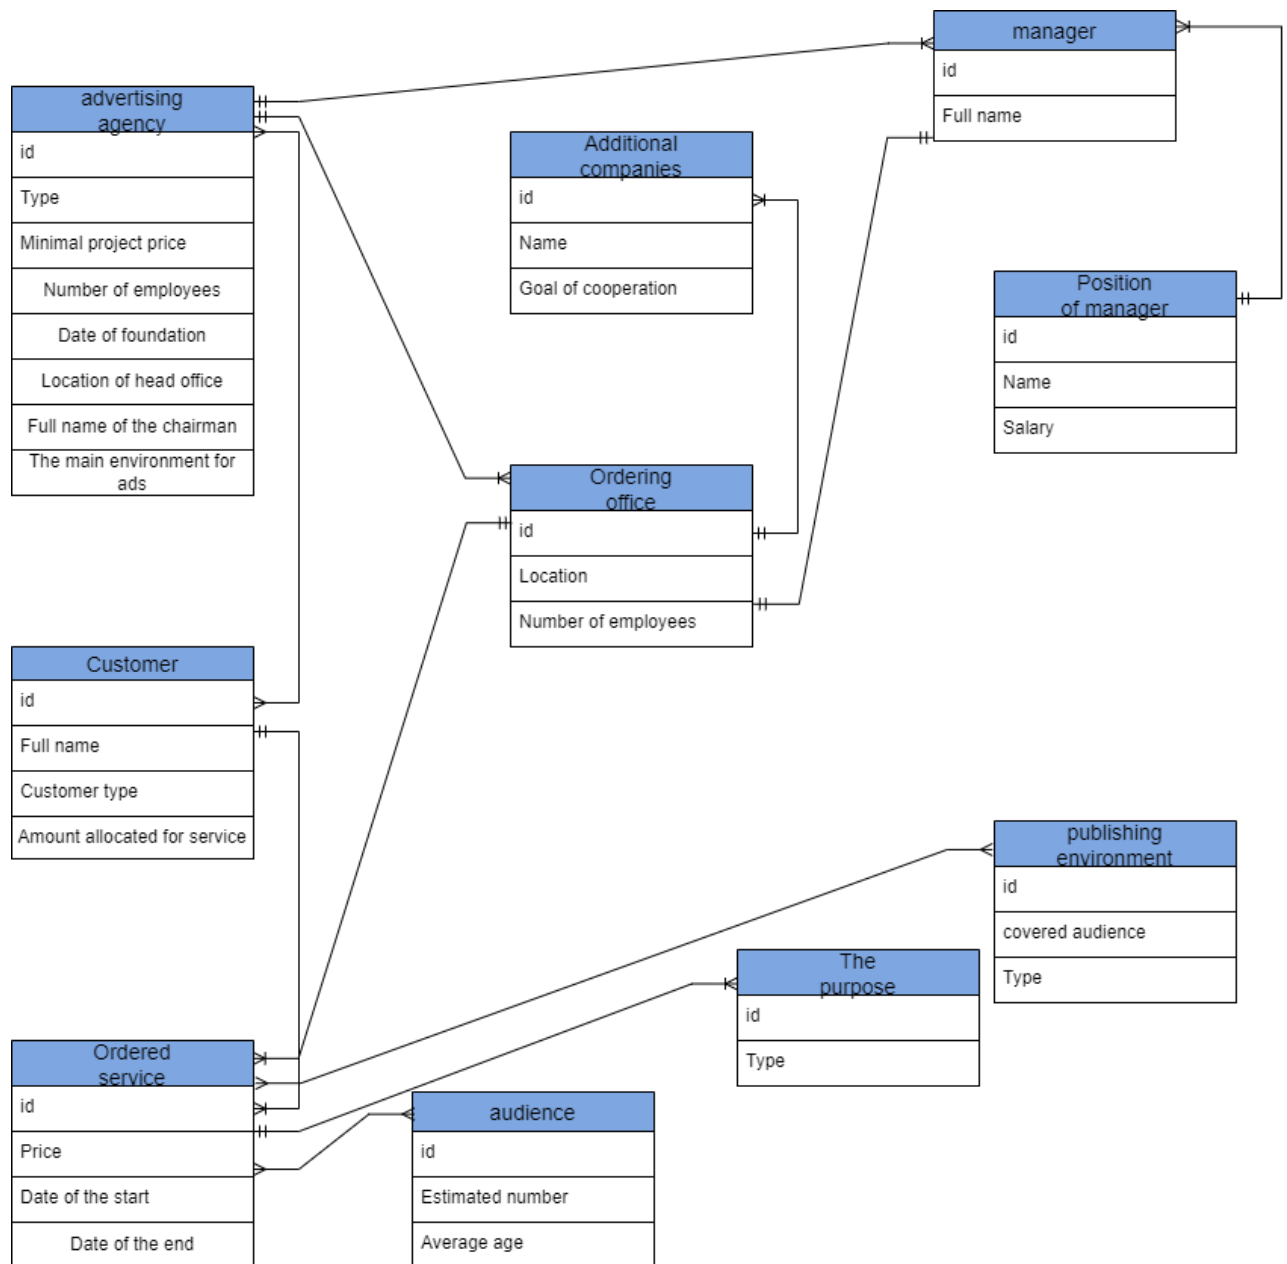 manager
id
Full name
advertising
agency
id
Type
Minimal project price
Number of employees
Date of foundation
Location of head office
Full name of the chairman
The main environment for
ads
Additional
companies
id
Name
Goal of cooperation
Position
of manager
id
Name
Salary
Ordering
office
id
Location
Number of employees
Customer
id
Full name
Customer type
Amount allocated for service
publishing
environment
id
covered audience
Type
The
purpose
id
Type
Ordered
service
id
Price
Date of the start
Date of the end
audience
id
Estimated number
Average age